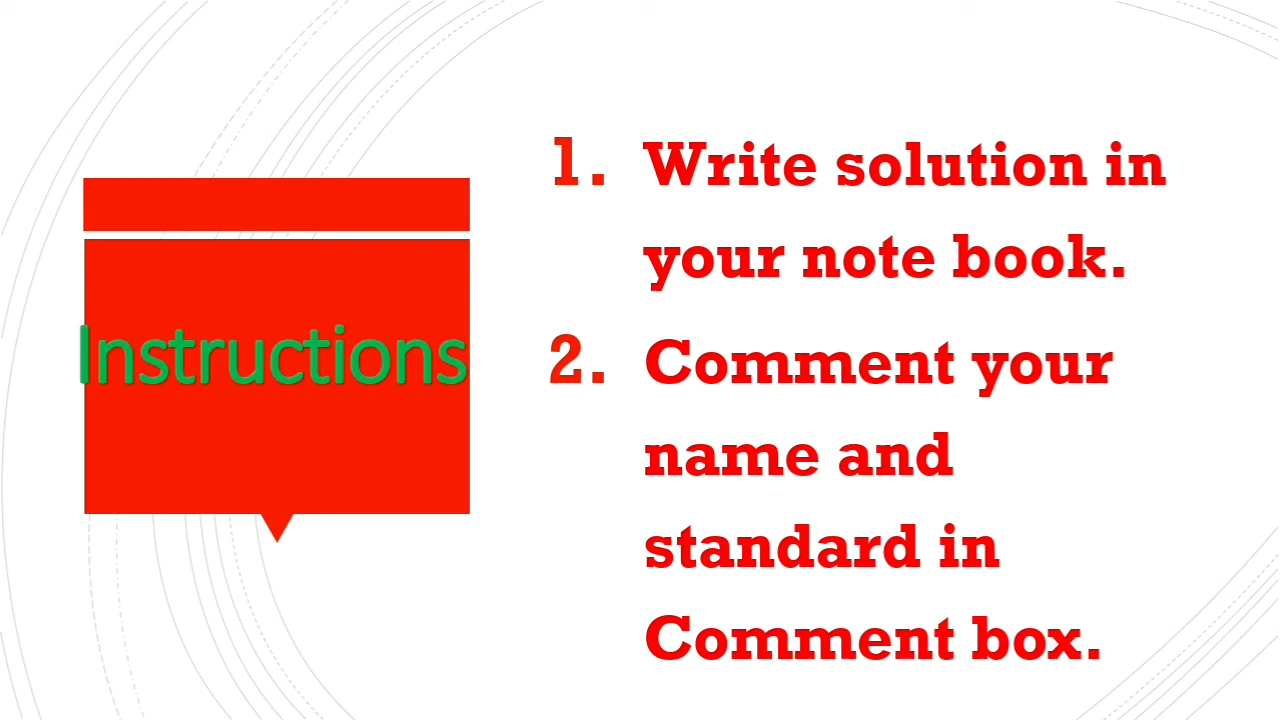 Instructions
1. Write solution in
your note book.
2. Comment your
name and
standard in
Comment box.